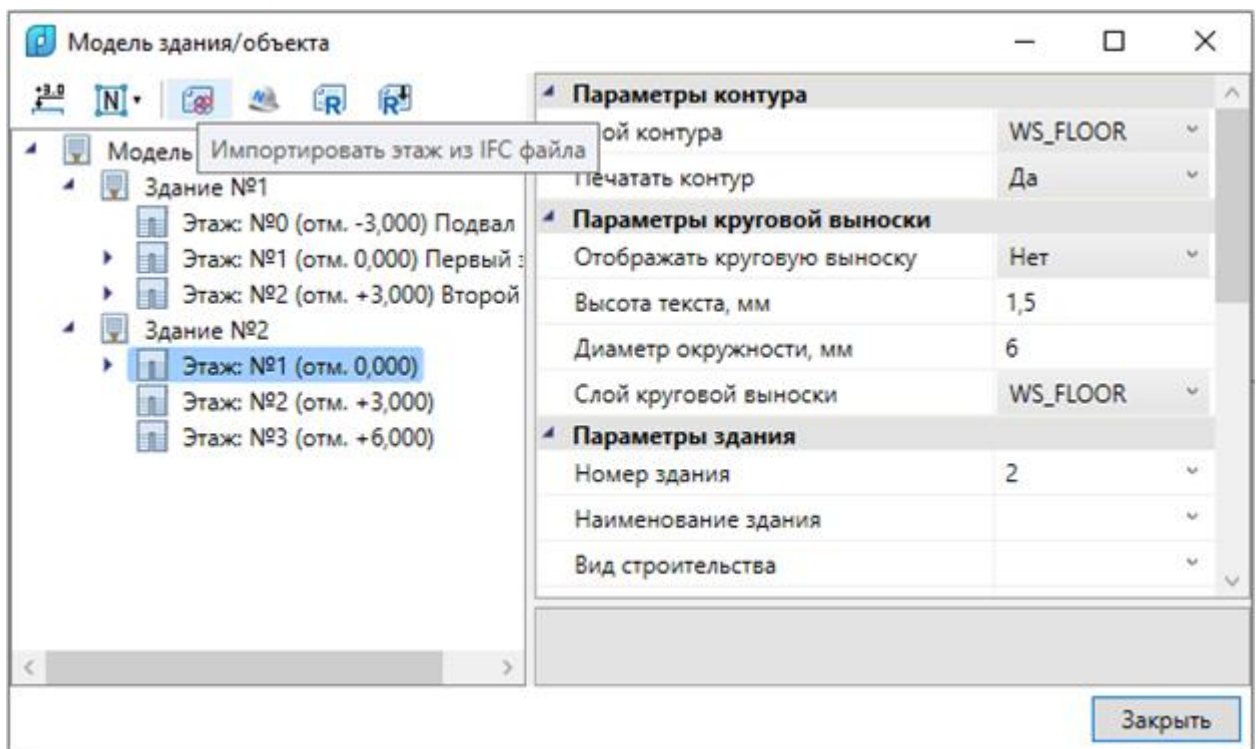 Модель здания/объекта
+3.0
N
R
R
Импортировать этаж из IFC файла
Модель
Здание №1
Этаж: №0 (отм. -3,000) Подвал
Этаж: №1 (отм. 0,000) Первый
Этаж: №2 (отм. +3,000) Второй
Здание №2
Этаж: №1 (отм. 0,000)
Этаж: №2 (отм. +3,000)
Этаж: №3 (отм. +6,000)
Параметры контура
ой контура WS_FLOOR
Печатать контур Да
Параметры круговой выноски
Отображать круговую выноску Нет
Высота текста, мм 1,5
Диаметр окружности, мм 6
Слой круговой выноски WS_FLOOR
Параметры здания
Номер здания 2
Наименование здания
Вид строительства
Закрыть